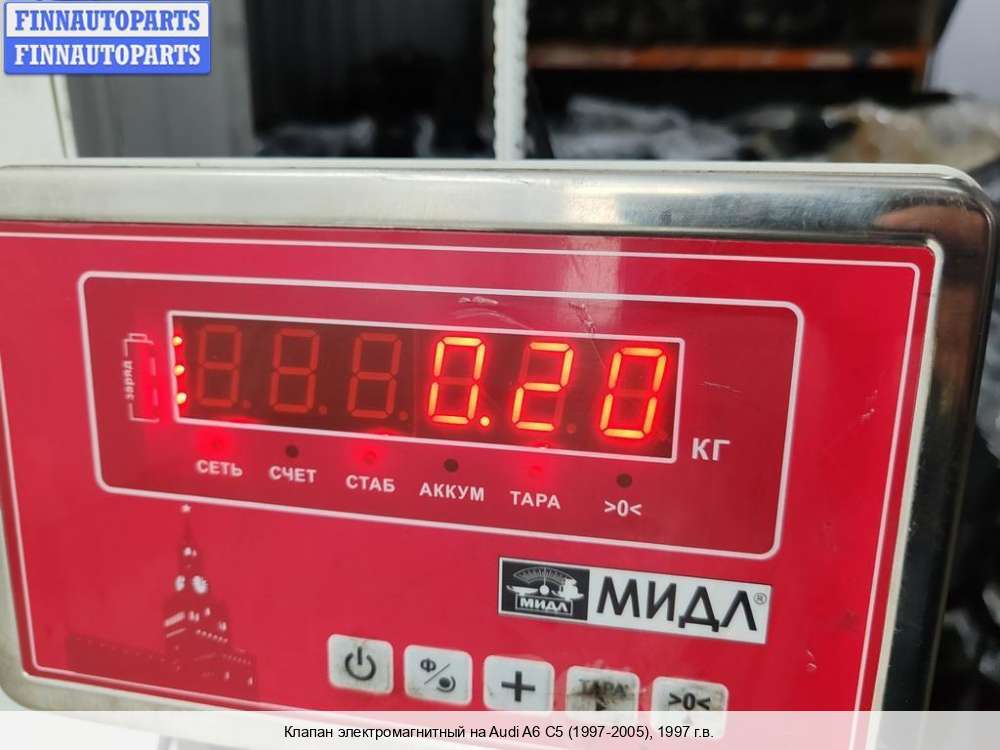 FINNAUTOPARTS
FINNAUTOPARTS
заряд
0.20
КГ
СЕТЬ СЧЕТ СТАБ АККУМ ТАРА >0<
МИДЛ МИДЛ®
Ф ТАРА >0<
Клапан электромагнитный на Audi A6 C5 (1997-2005), 1997 г.в.